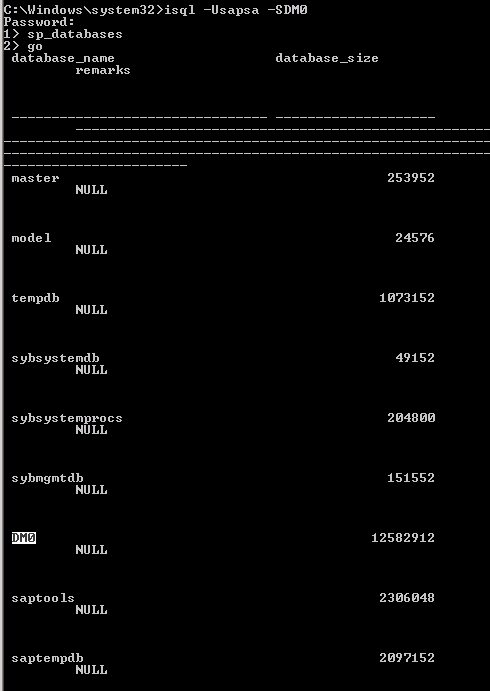 C:\Windows\system32>isql -Usapsa -SDM0
Password:
1> sp_databases
2> go
database_name database_size
remarks
-------------------------------- --------------------
----------------------------------------------------
-------------------------------------------------------------
-------------------------------------------------------------
-----------------------
master 253952
NULL
model 24576
NULL
tempdb 1073152
NULL
sybsystemdb 49152
NULL
sybsystemprocs 204800
NULL
sybmgmtdb 151552
NULL
DM0 12582912
NULL
saptools 2306048
NULL
saptempdb 2097152
NULL